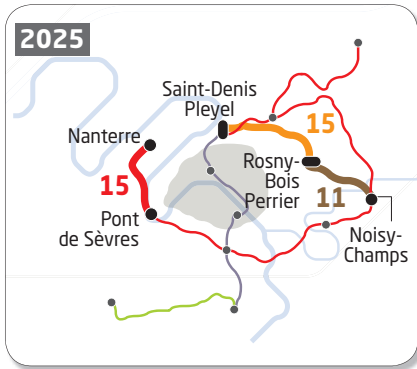 2025
Saint-Denis
Pleyel
Nanterre
15
Rosny-
Bois
Perrier
15
11
Pont
de Sèvres
Noisy-
Champs